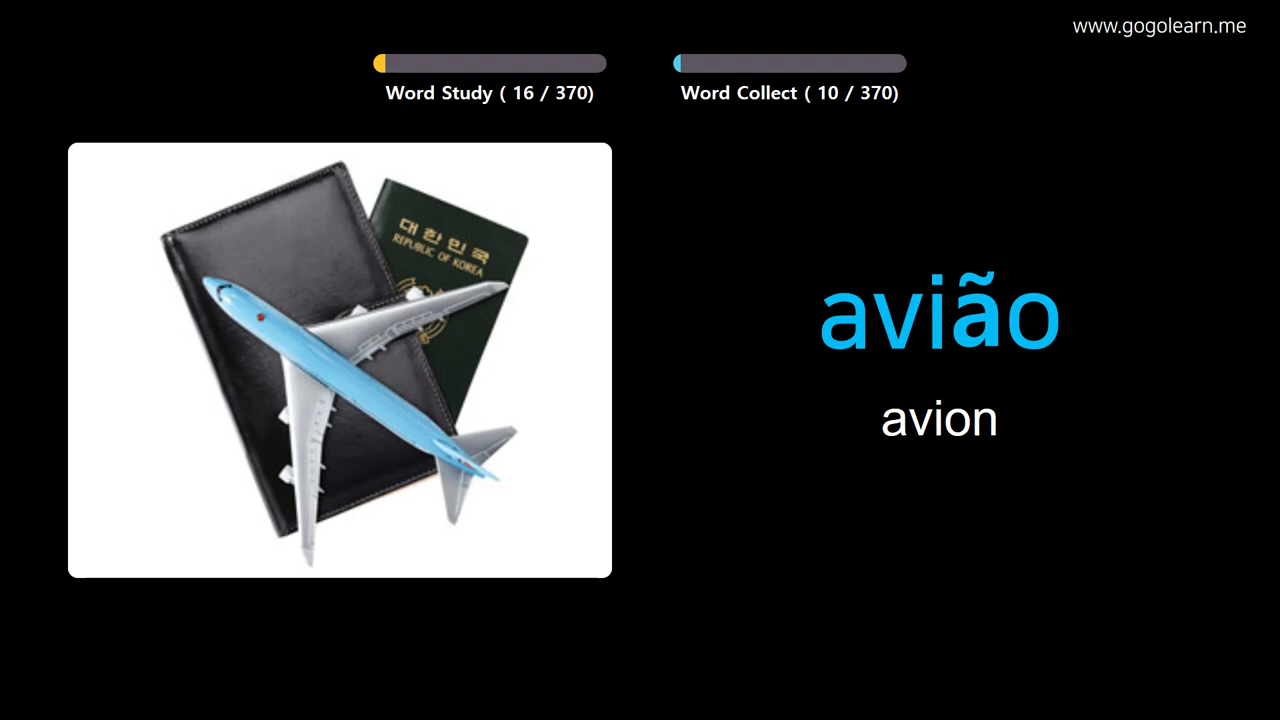 www.gogolearn.me
Word Study ( 16 / 370)
Word Collect ( 10 / 370)
대한민국
REPUBLIC OF KOREA
avião
avion